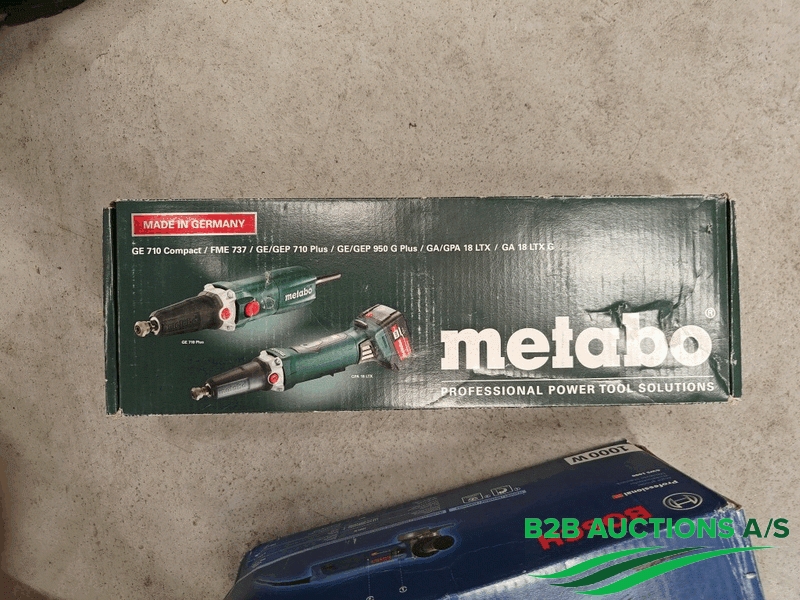 MADE IN GERMANY
GE 710 Compact / FME 737 / GE/GEP 710 Plus / GE/GEP 950 G Plus / GA/GPA 18 LTX / GA 18 LTX G
metabo
GE 710 Plus
GPA 18 LTX
metabo®
PROFESSIONAL POWER TOOL SOLUTIONS
1000 W
Professional
BOSCH
B2B AUCTIONS A/S